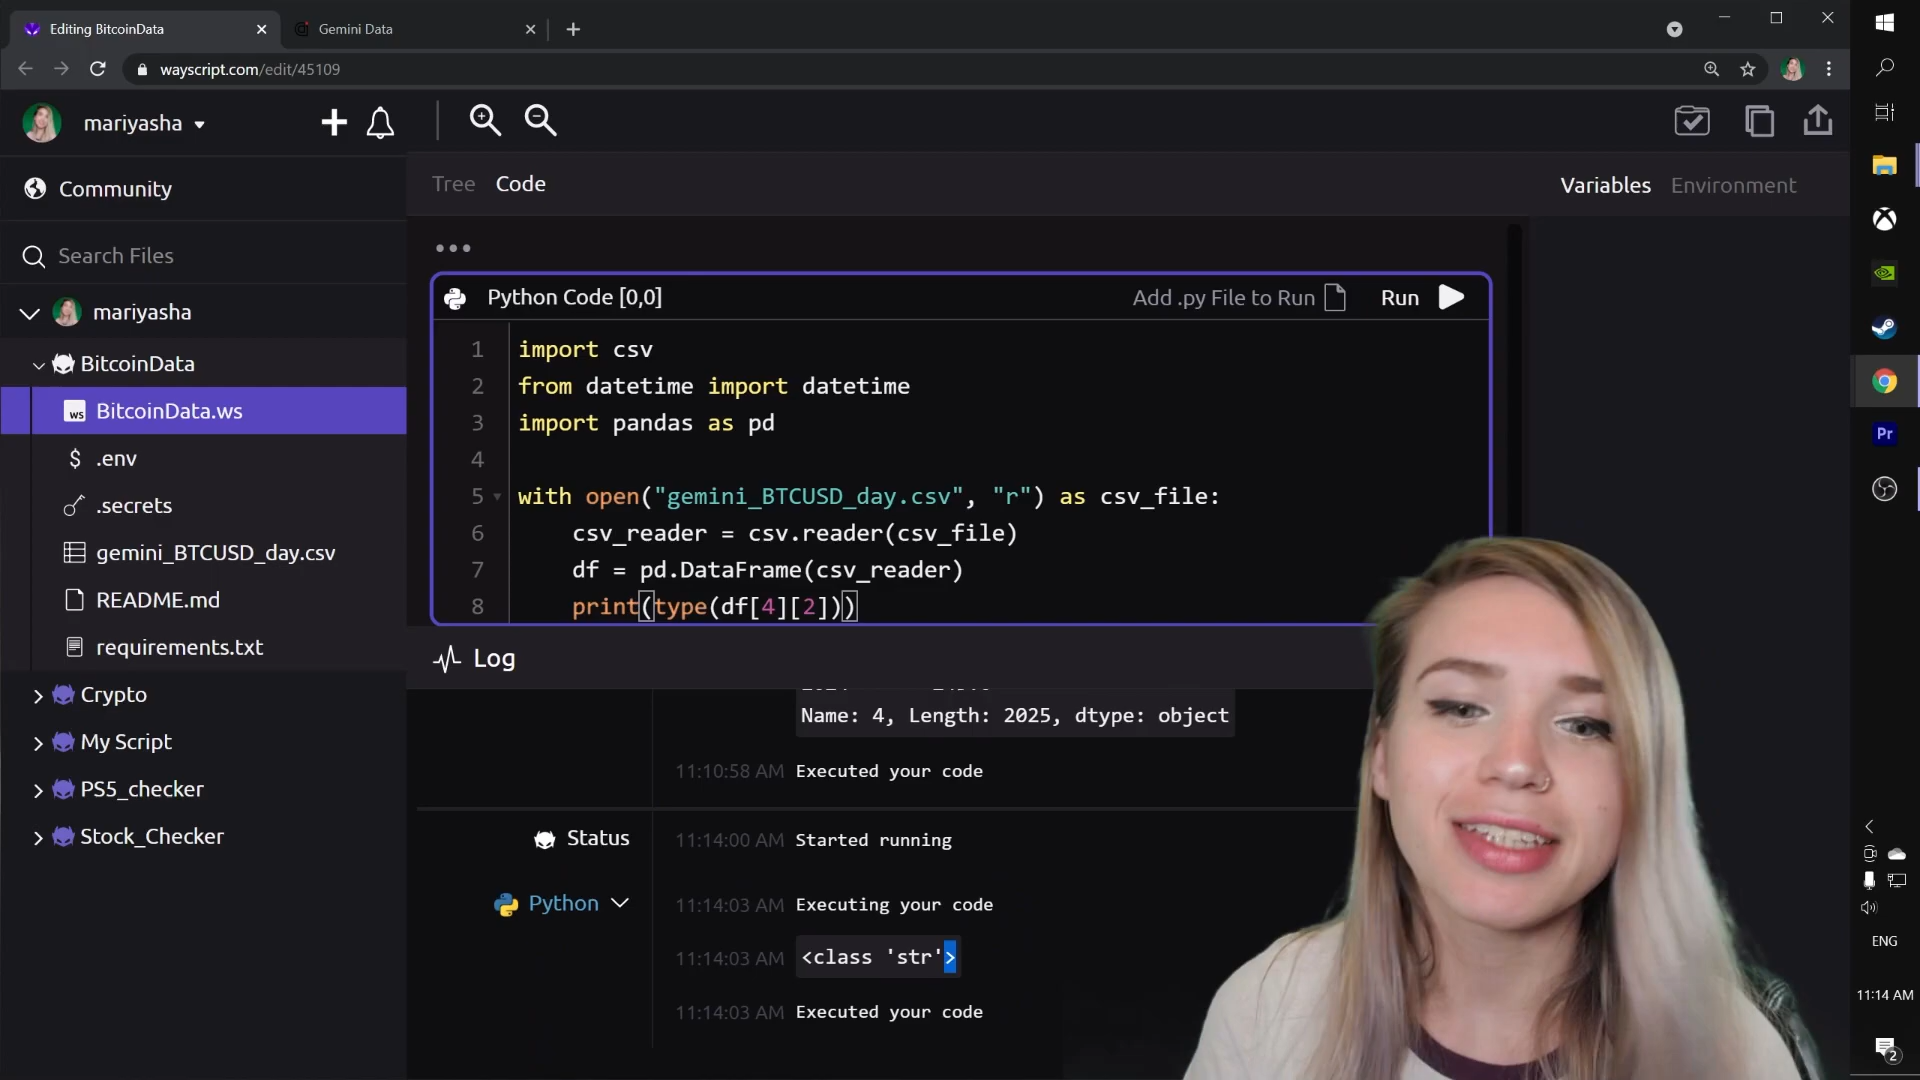 Editing BitcoinData
Gemini Data
wayscript.com/edit/45109
mariyasha
Community
Search Files
mariyasha
BitcoinData
ws BitcoinData.ws
$ .env
.secrets
gemini_BTCUSD_day.csv
README.md
requirements.txt
Crypto
My Script
PS5_checker
Stock_Checker
Tree Code
Variables Environment
Python Code [0,0]
Add .py File to Run
Run
1 import csv
2 from datetime import datetime
3 import pandas as pd
4
5 with open("gemini_BTCUSD_day.csv", "r") as csv_file:
6 csv_reader = csv.reader(csv_file)
7 df = pd.DataFrame(csv_reader)
8 print(type(df[4][2]))
Log
Name: 4, Length: 2025, dtype: object
11:10:58 AM Executed your code
Status 11:14:00 AM Started running
Python 11:14:03 AM Executing your code
11:14:03 AM <class 'str'>
11:14:03 AM Executed your code
Pr
ENG
11:14 AM
2